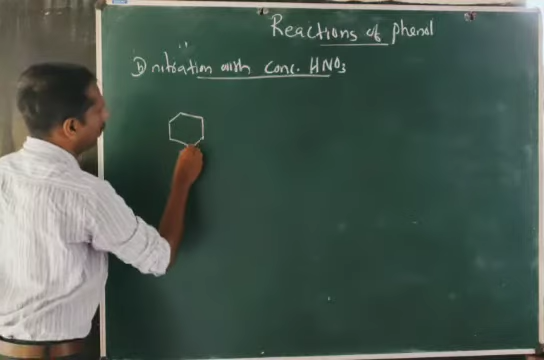 Reactions of phenol
1) nitration with conc. HNO₃